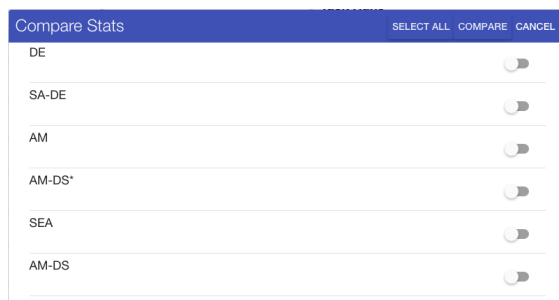 Compare Stats SELECT ALL COMPARE CANCEL
DE
SA-DE
AM
AM-DS*
SEA
AM-DS